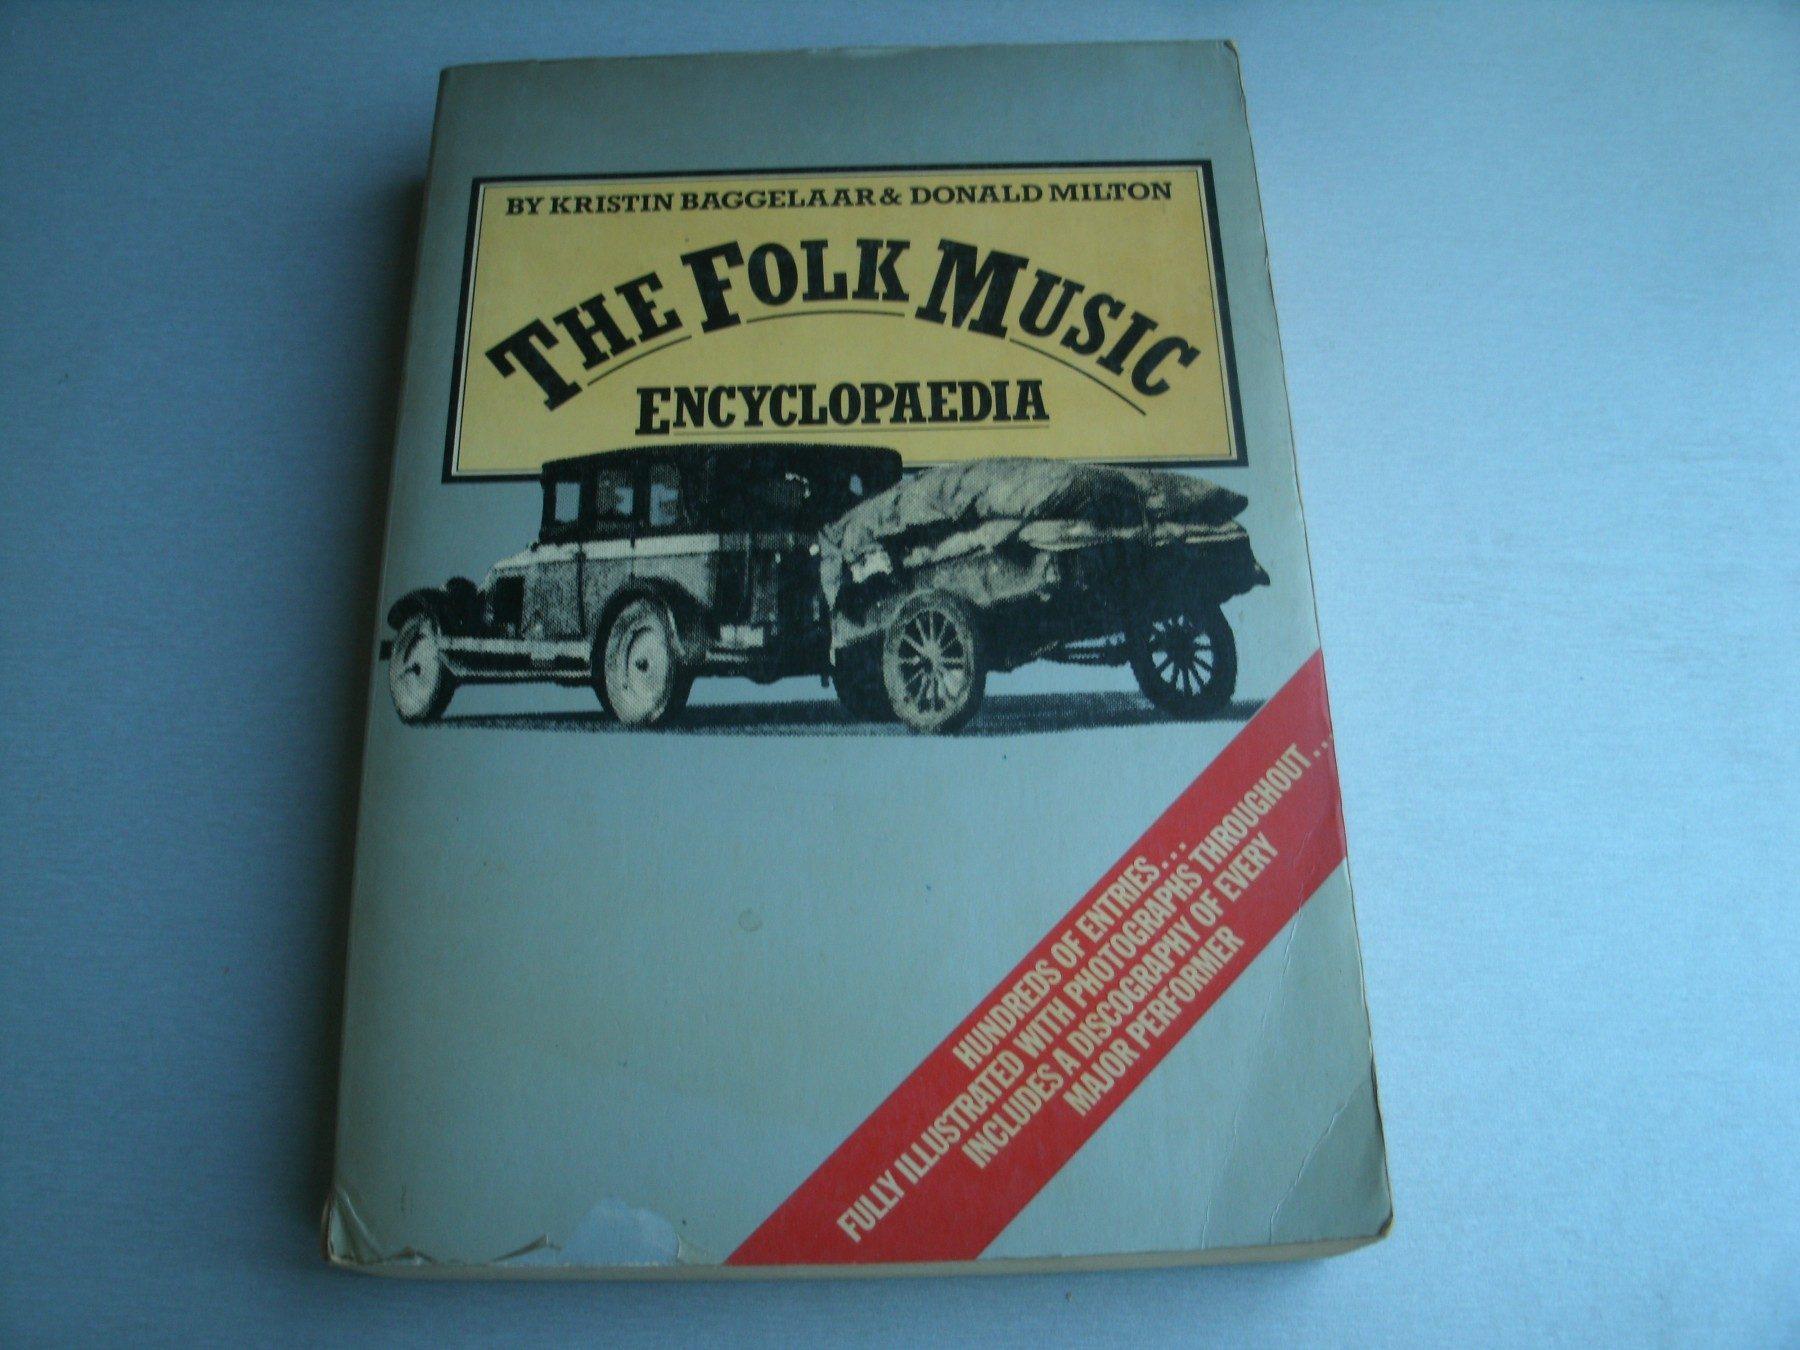 BY KRISTIN BAGGELAAR & DONALD MILTON
THE FOLK MUSIC
ENCYCLOPAEDIA
HUNDREDS OF ENTRIES...
FULLY ILLUSTRATED WITH PHOTOGRAPHS THROUGHOUT...
INCLUDES A DISCOGRAPHY OF EVERY
MAJOR PERFORMER